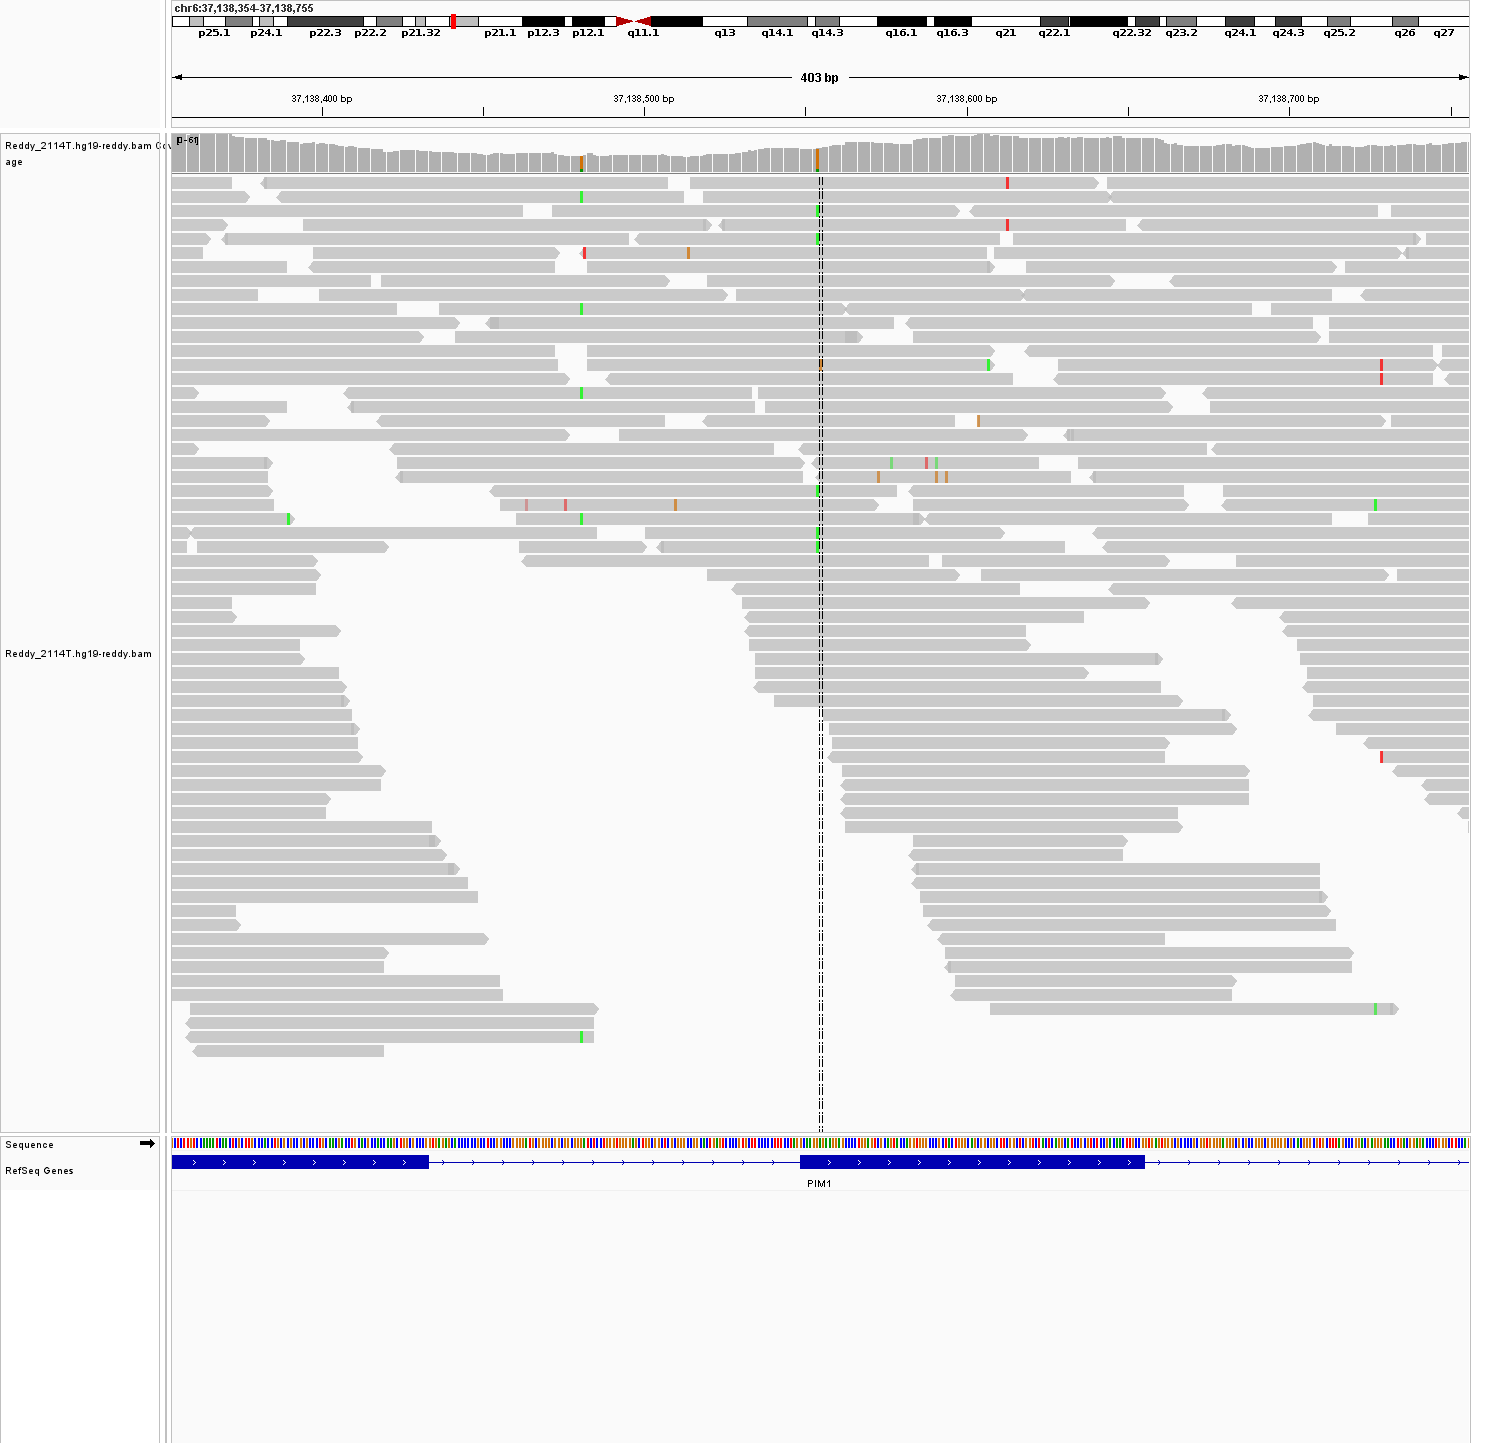 chr6:37,138,354-37,138,755
p25.1 p24.1 p22.3 p22.2 p21.32 p21.1 p12.3 p12.1 q11.1 q13 q14.1 q14.3 q16.1 q16.3 q21 q22.1 q22.32 q23.2 q24.1 q24.3 q25.2 q26 q27
403 bp
37,138,400 bp 37,138,500 bp 37,138,600 bp 37,138,700 bp
Reddy_2114T.hg19-reddy.bam Cov
age
[0-61]
Reddy_2114T.hg19-reddy.bam
Sequence
RefSeq Genes
PIM1